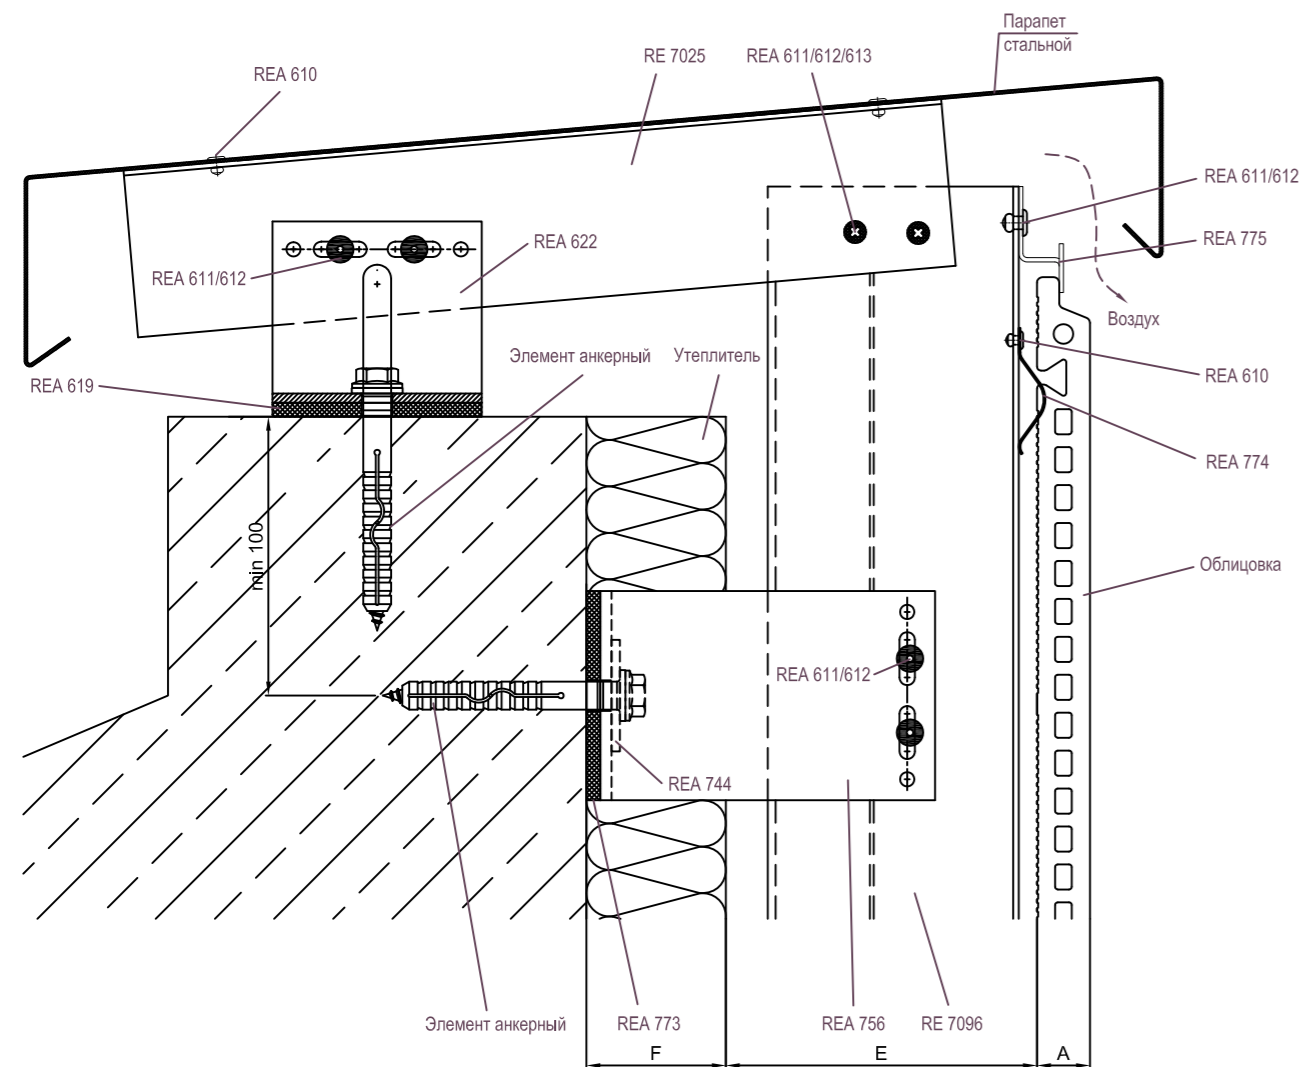 Парапет
стальной
RE 7025
REA 611/612/613
REA 610
REA 611/612
REA 775
REA 622
REA 611/612
Воздух
Элемент анкерный
Утеплитель
REA 619
REA 610
REA 774
min 100
Облицовка
REA 611/612
REA 744
Элемент анкерный
REA 773
REA 756
RE 7096
F
E
A